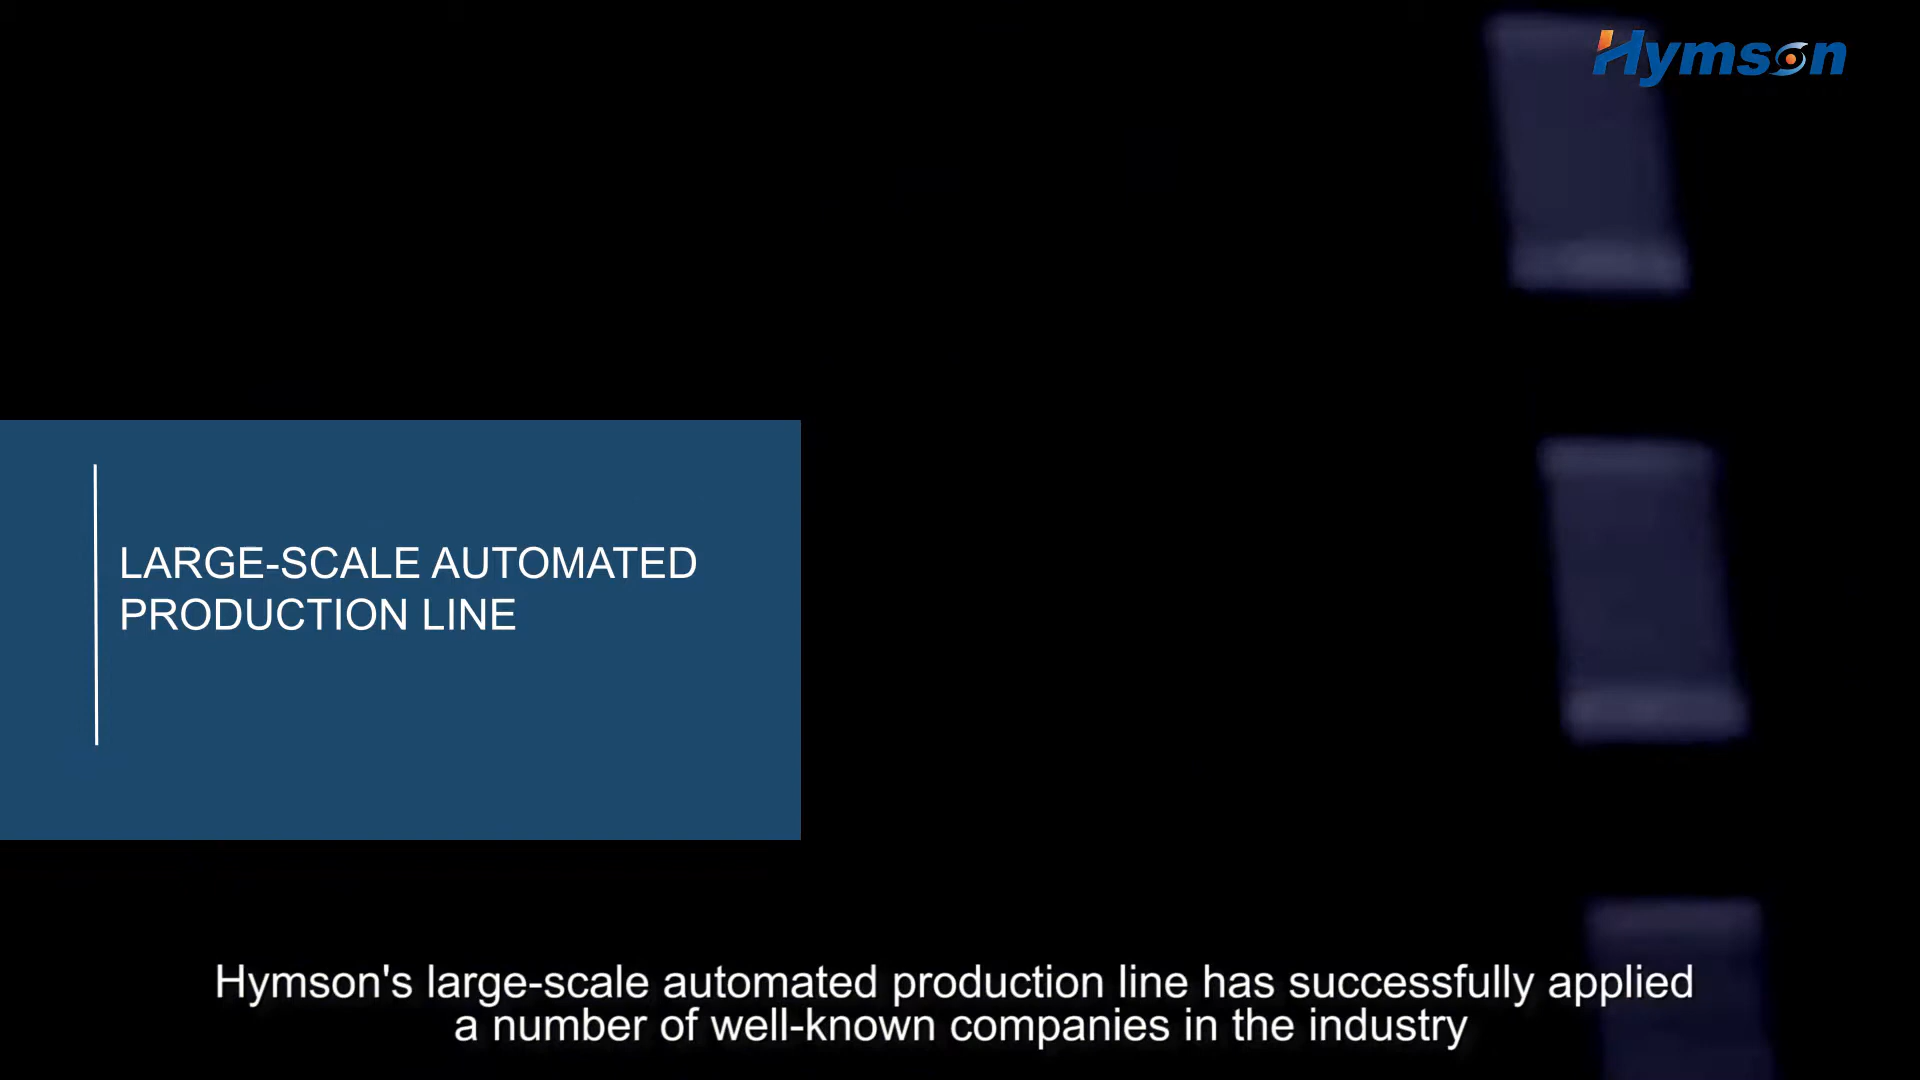 Hymson
LARGE-SCALE AUTOMATED
PRODUCTION LINE
Hymson's large-scale automated production line has successfully applied
a number of well-known companies in the industry